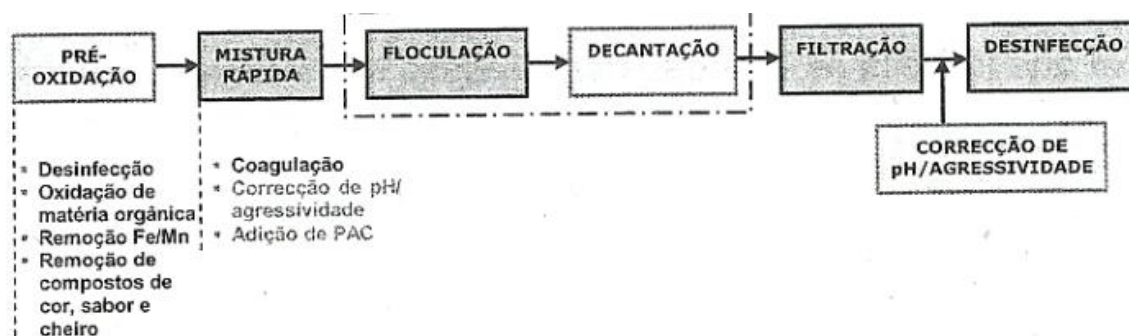 PRÉ-
OXIDAÇÃO
MISTURA
RÁPIDA
FLOCULAÇÃO
DECANTAÇÃO
FILTRAÇÃO
DESINFECÇÃO
CORRECÇÃO DE
pH/AGRESSIVIDADE
* Desinfecção
* Oxidação de
matéria orgânica
* Remoção Fe/Mn
* Remoção de
compostos de
cor, sabor e
cheiro
* Coagulação
* Correcção de pH/
agressívidade
* Adição de PAC